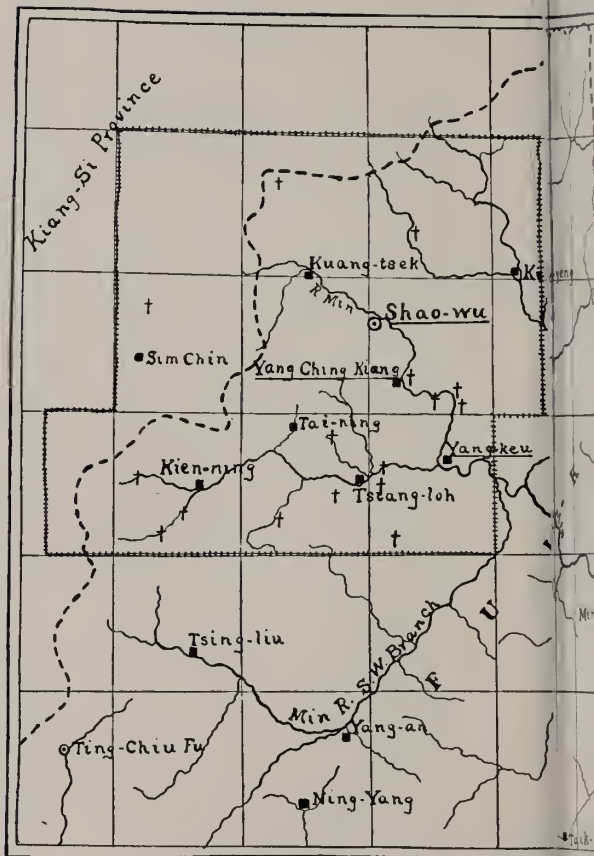 Kiang-Si Province
Kuang-tsek
R. Min
Shao-wu
Sim Chin
Yang Ching Kiang
Tai-ning
Yangkeu
Kien-ning
Tsiang-loh
Tsing-liu
Min R. S.W. Branch
F U
Yang-an
Ting-Chiu Fu
Ning-Yang